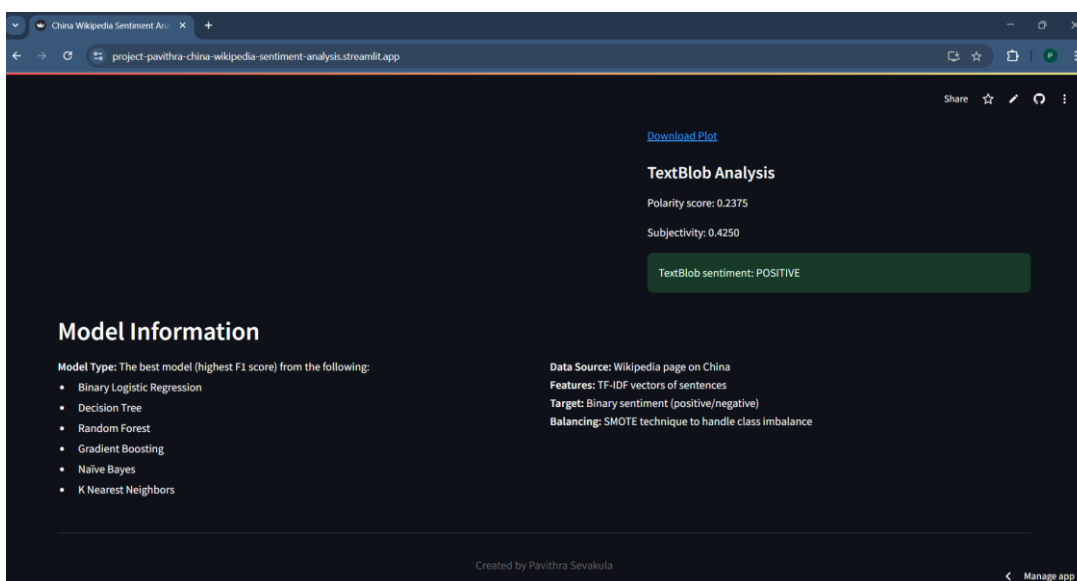 China Wikipedia Sentiment An
project-pavithra-china-wikipedia-sentiment-analysis.streamlit.app
P
Share
Download Plot
TextBlob Analysis
Polarity score: 0.2375
Subjectivity: 0.4250
TextBlob sentiment: POSITIVE
Model Information
Model Type: The best model (highest F1 score) from the following:
• Binary Logistic Regression
• Decision Tree
• Random Forest
• Gradient Boosting
• Naïve Bayes
• K Nearest Neighbors
Data Source: Wikipedia page on China
Features: TF-IDF vectors of sentences
Target: Binary sentiment (positive/negative)
Balancing: SMOTE technique to handle class imbalance
Created by Pavithra Sevakula
Manage app